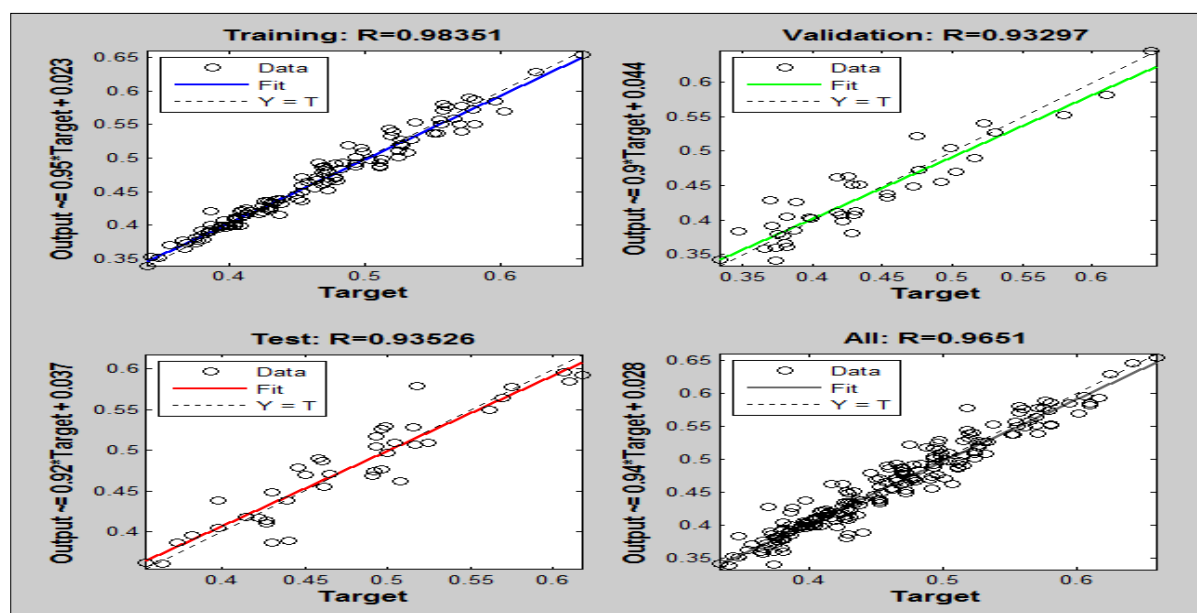 Training: R=0.98351
Output ~= 0.95*Target + 0.023
0.65
0.6
0.55
0.5
0.45
0.4
0.35
Data
Fit
Y = T
0.4
0.5
0.6
Target
Validation: R=0.93297
Output ~= 0.9*Target + 0.044
0.6
0.55
0.5
0.45
0.4
0.35
Data
Fit
Y = T
0.35
0.4
0.45
0.5
0.55
0.6
Target
Test: R=0.93526
Output ~= 0.92*Target + 0.037
0.6
0.55
0.5
0.45
0.4
Data
Fit
Y = T
0.4
0.45
0.5
0.55
0.6
Target
All: R=0.9651
Output ~= 0.94*Target + 0.028
0.65
0.6
0.55
0.5
0.45
0.4
0.35
Data
Fit
Y = T
0.4
0.5
0.6
Target